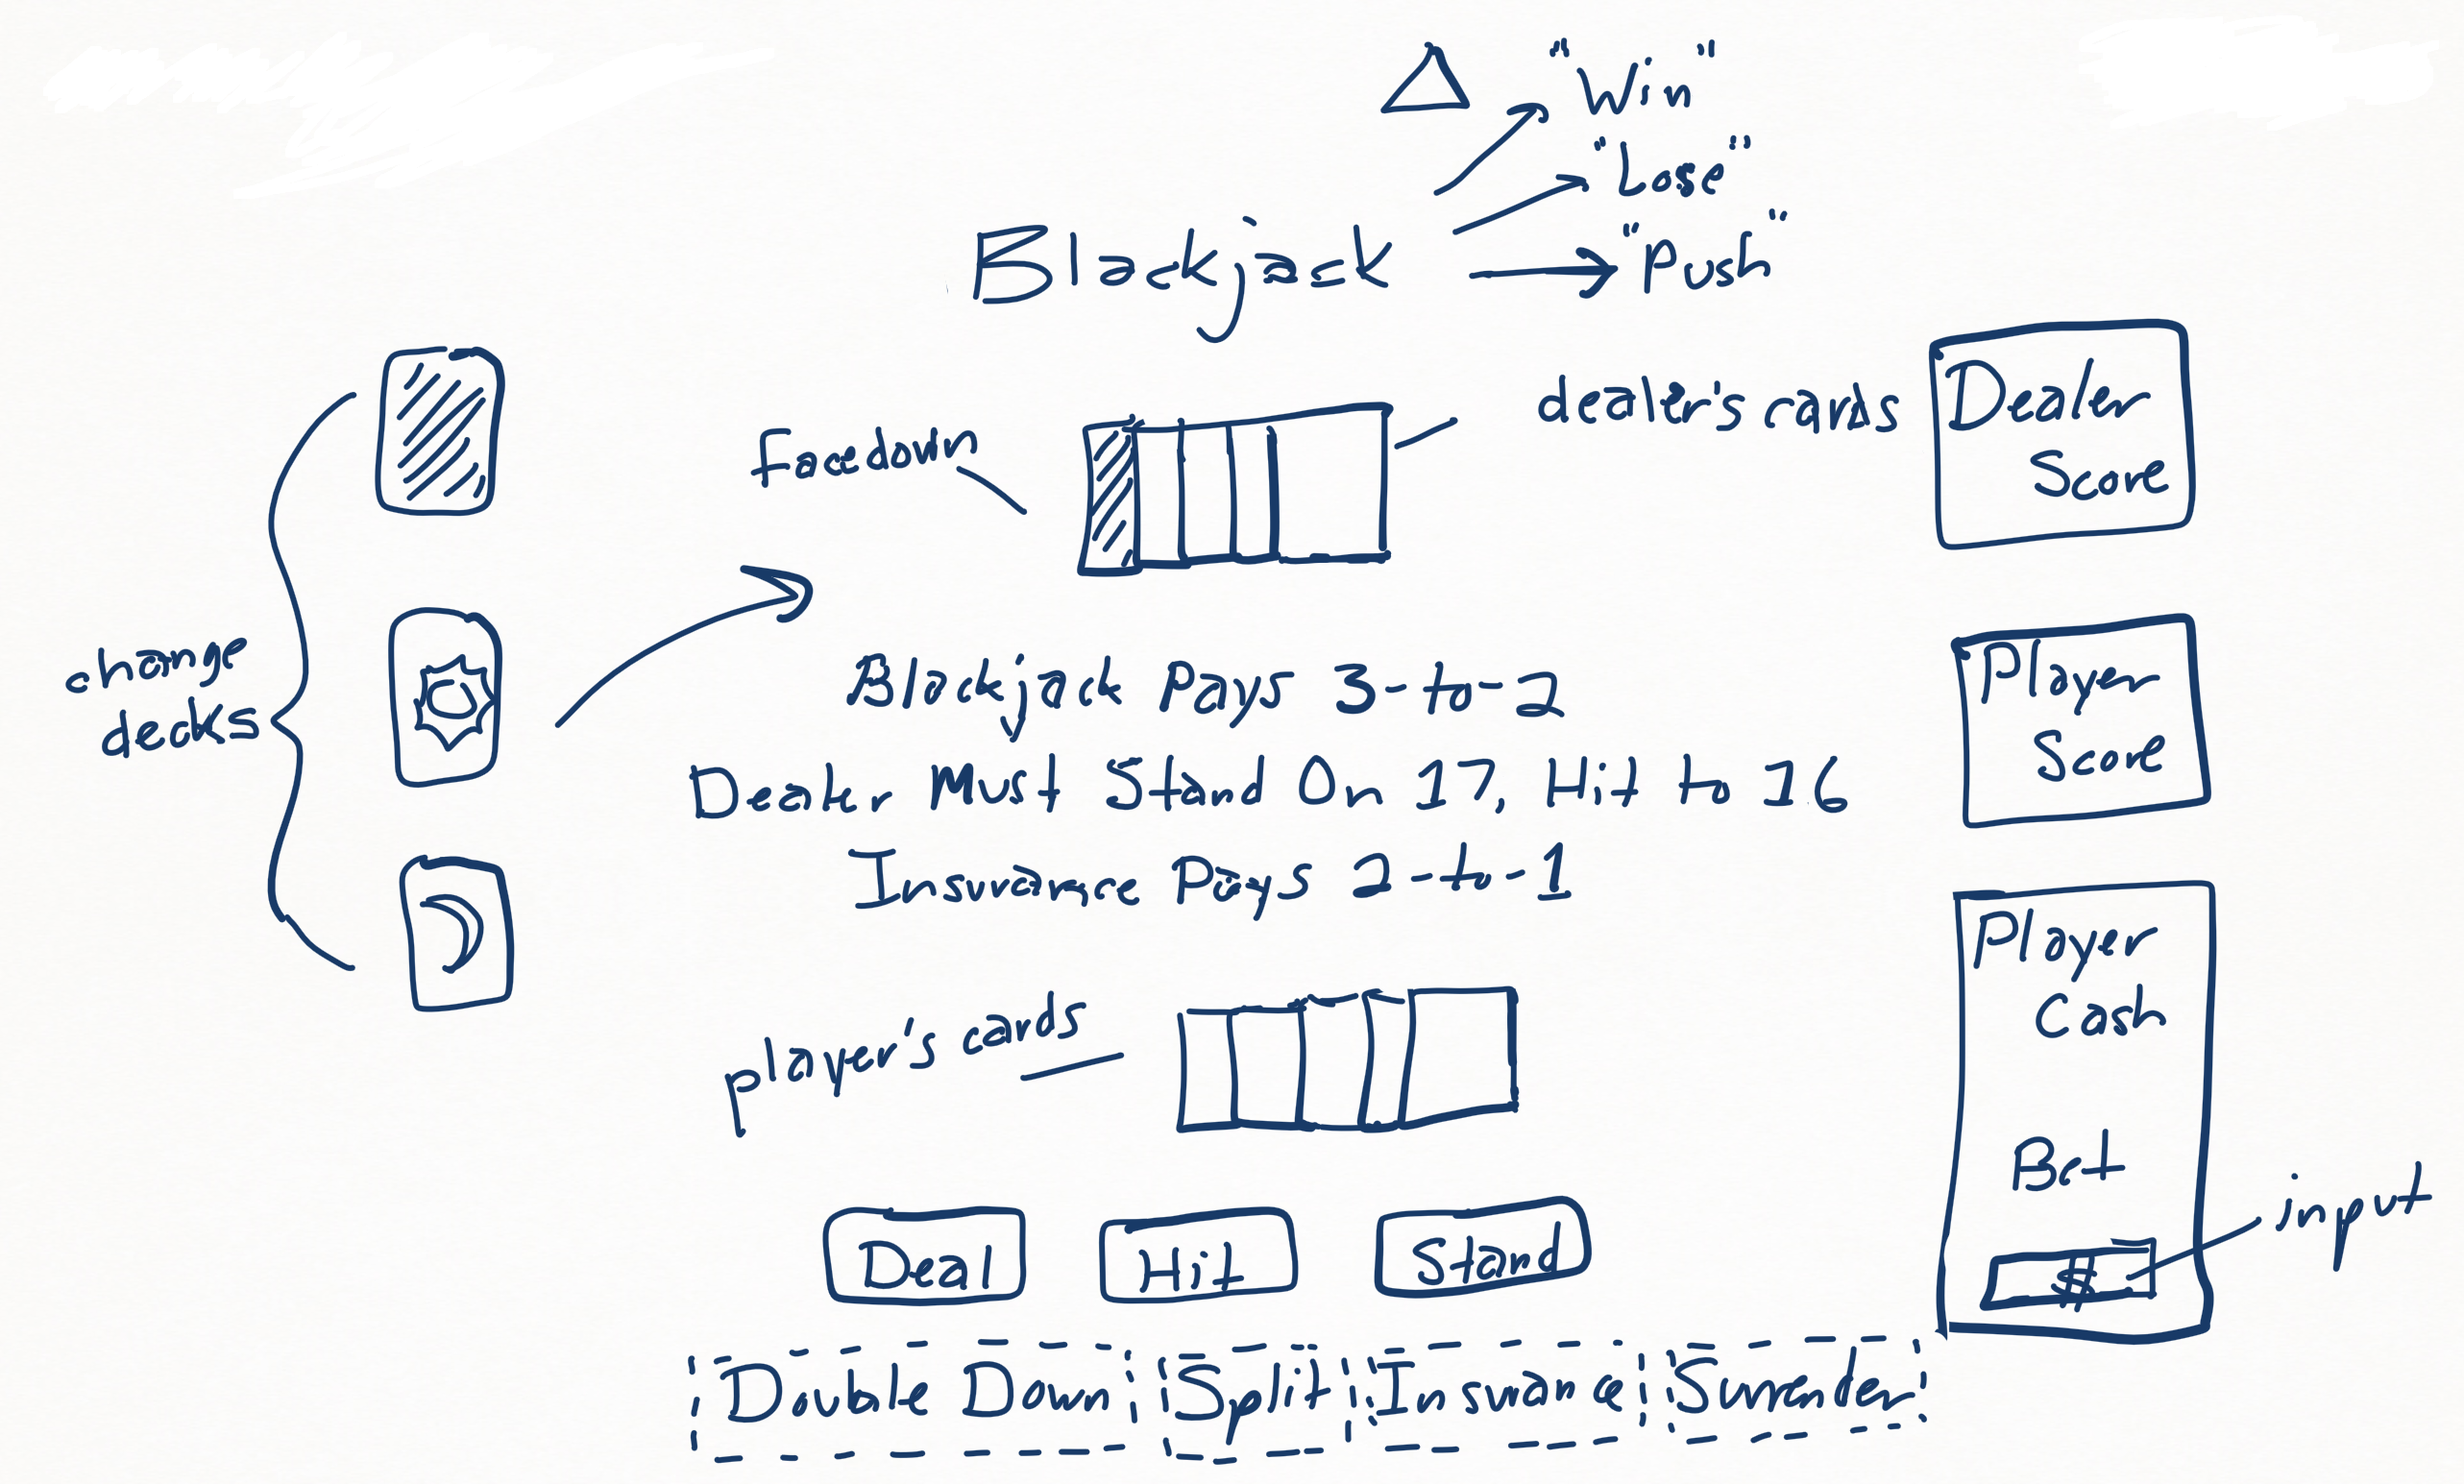 "Win"
"Lose"
Blackjack
"Push"
dealer's cards
Dealer
Score
Facedown
change
decks
Blackjack Pays 3-to-2
Dealer Must Stand On 17, Hit to 16
Insurance Pays 2-to-1
Player
Score
player's cards
Player
Cash
Bet
$
input
Deal
Hit
Stand
Double Down
Split
Insurance
Surrender